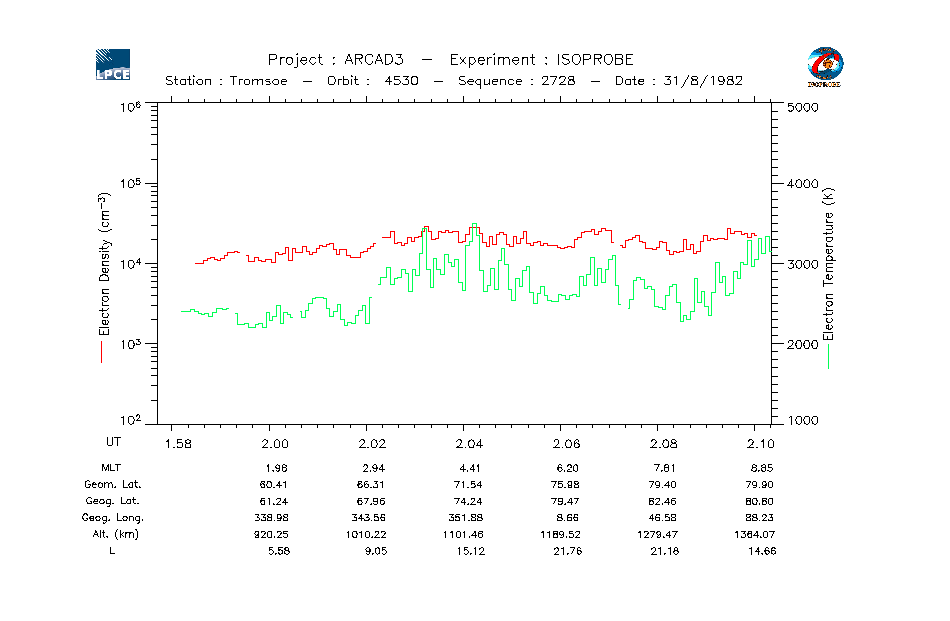 LPCE
Project : ARCAD3 — Experiment : ISOPROBE
ISOPROBE
Station : Tromsoe — Orbit : 4530 — Sequence : 2728 — Date : 31/8/1982
10⁶ 5000
10⁵ 4000
10⁴ 3000
10³ 2000
10² 1000
Electron Density (cm⁻³)
Electron Temperature (K)
UT 1.58 2.00 2.02 2.04 2.06 2.08 2.10
MLT 1.96 2.94 4.41 6.20 7.81 8.85
Geom. Lat. 60.41 66.31 71.54 75.98 79.40 79.90
Geog. Lat. 61.24 67.96 74.24 79.47 82.46 80.80
Geog. Long. 338.98 343.56 351.88 8.66 46.58 88.23
Alt. (km) 920.25 1010.22 1101.46 1189.52 1279.47 1364.07
L 5.58 9.05 15.12 21.76 21.18 14.66